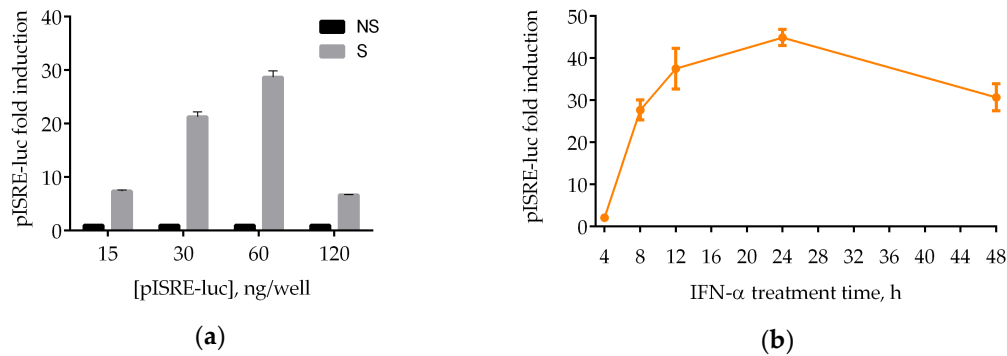 pISRE-luc fold induction
40
30
20
10
0
NS
S
15 30 60 120
[pISRE-luc], ng/well
(a)
pISRE-luc fold induction
50
40
30
20
10
0
4 8 12 16 20 24 28 32 36 40 44 48
IFN-α treatment time, h
(b)